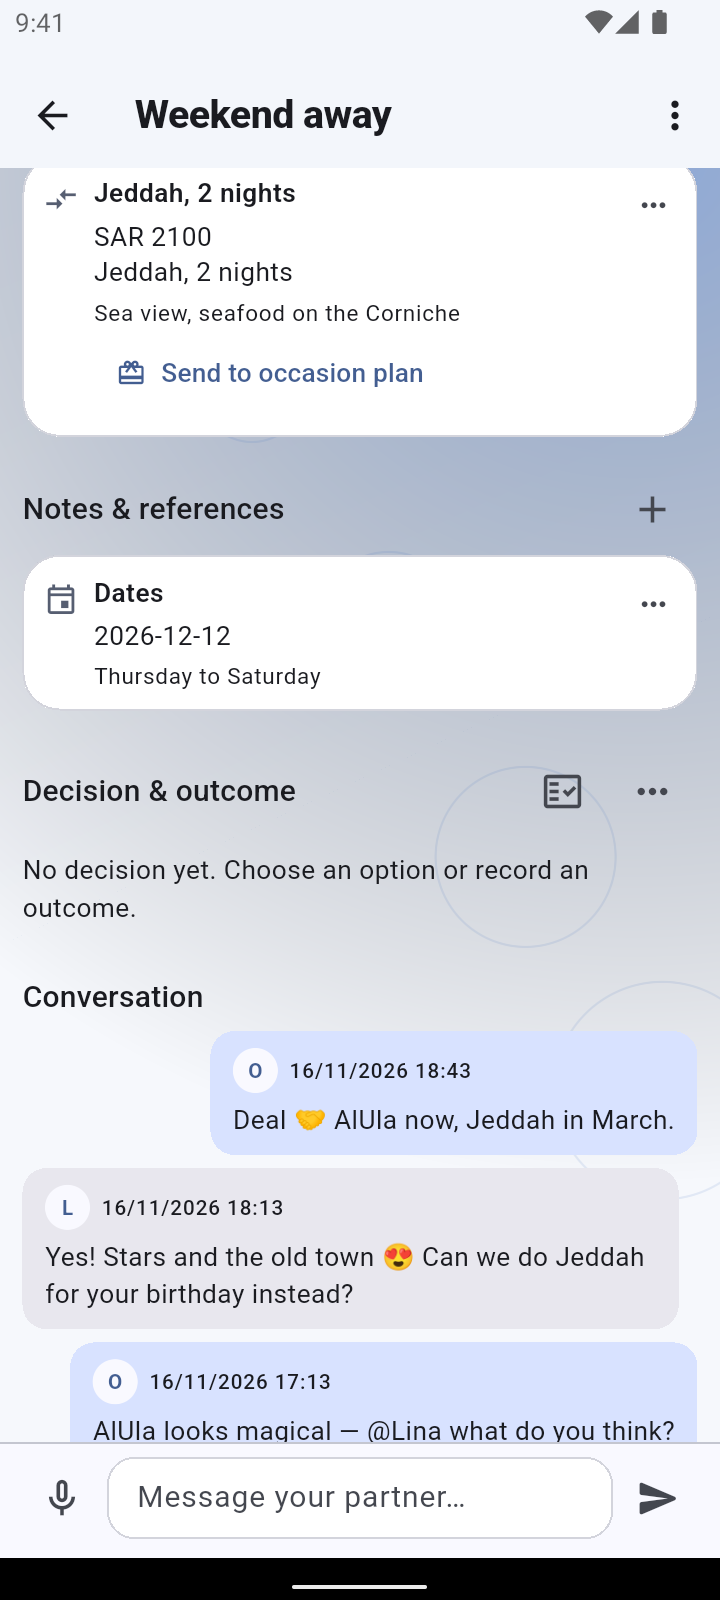 9:41
Weekend away
Jeddah, 2 nights
SAR 2100
Jeddah, 2 nights
Sea view, seafood on the Corniche
Send to occasion plan
Notes & references
Dates
2026-12-12
Thursday to Saturday
Decision & outcome
No decision yet. Choose an option or record an
outcome.
Conversation
O 16/11/2026 18:43
Deal 🤝 AlUla now, Jeddah in March.
L 16/11/2026 18:13
Yes! Stars and the old town 😍 Can we do Jeddah
for your birthday instead?
O 16/11/2026 17:13
AlUla looks magical — @Lina what do you think?
Message your partner…